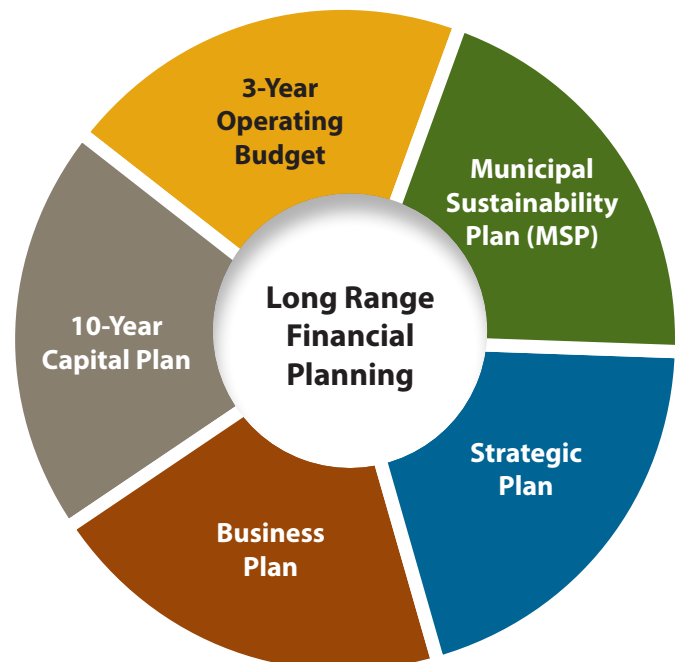 3-Year
Operating
Budget
Municipal
Sustainability
Plan (MSP)
Long Range
Financial
Planning
10-Year
Capital Plan
Strategic
Plan
Business
Plan